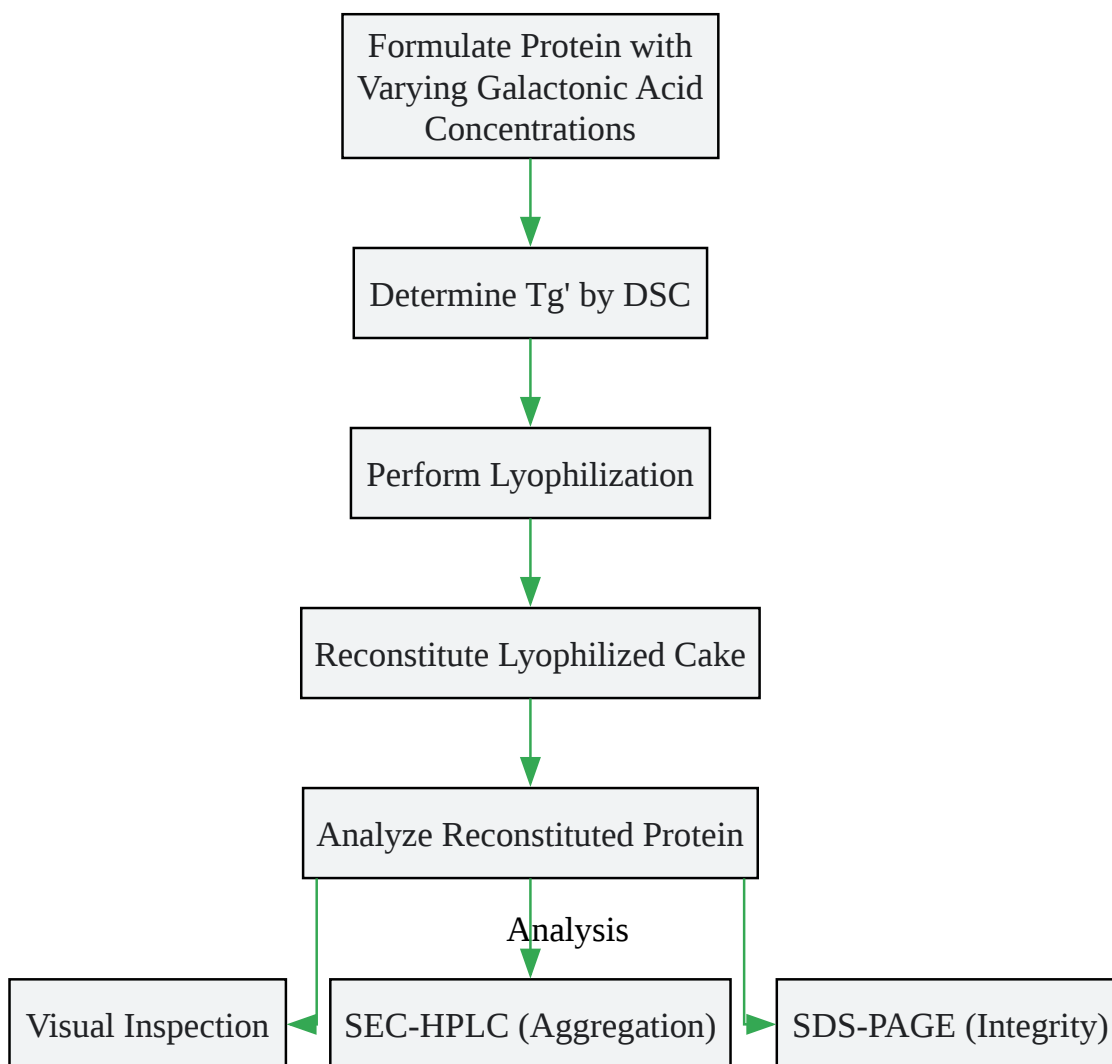 Formulate Protein with
Varying Galactonic Acid
Concentrations
Determine Tg' by DSC
Perform Lyophilization
Reconstitute Lyophilized Cake
Analyze Reconstituted Protein
Analysis
Visual Inspection
SEC-HPLC (Aggregation)
SDS-PAGE (Integrity)